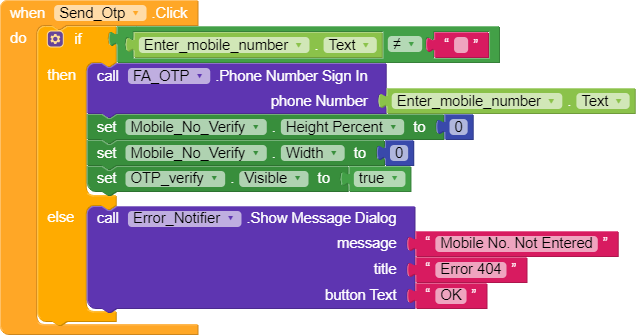 when Send_Otp .Click
do if Enter_mobile_number . Text ≠ " "
then call FA_OTP .Phone Number Sign In
phone Number Enter_mobile_number . Text
set Mobile_No_Verify . Height Percent to 0
set Mobile_No_Verify . Width to 0
set OTP_verify . Visible to true
else call Error_Notifier .Show Message Dialog
message " Mobile No. Not Entered "
title " Error 404 "
button Text " OK "